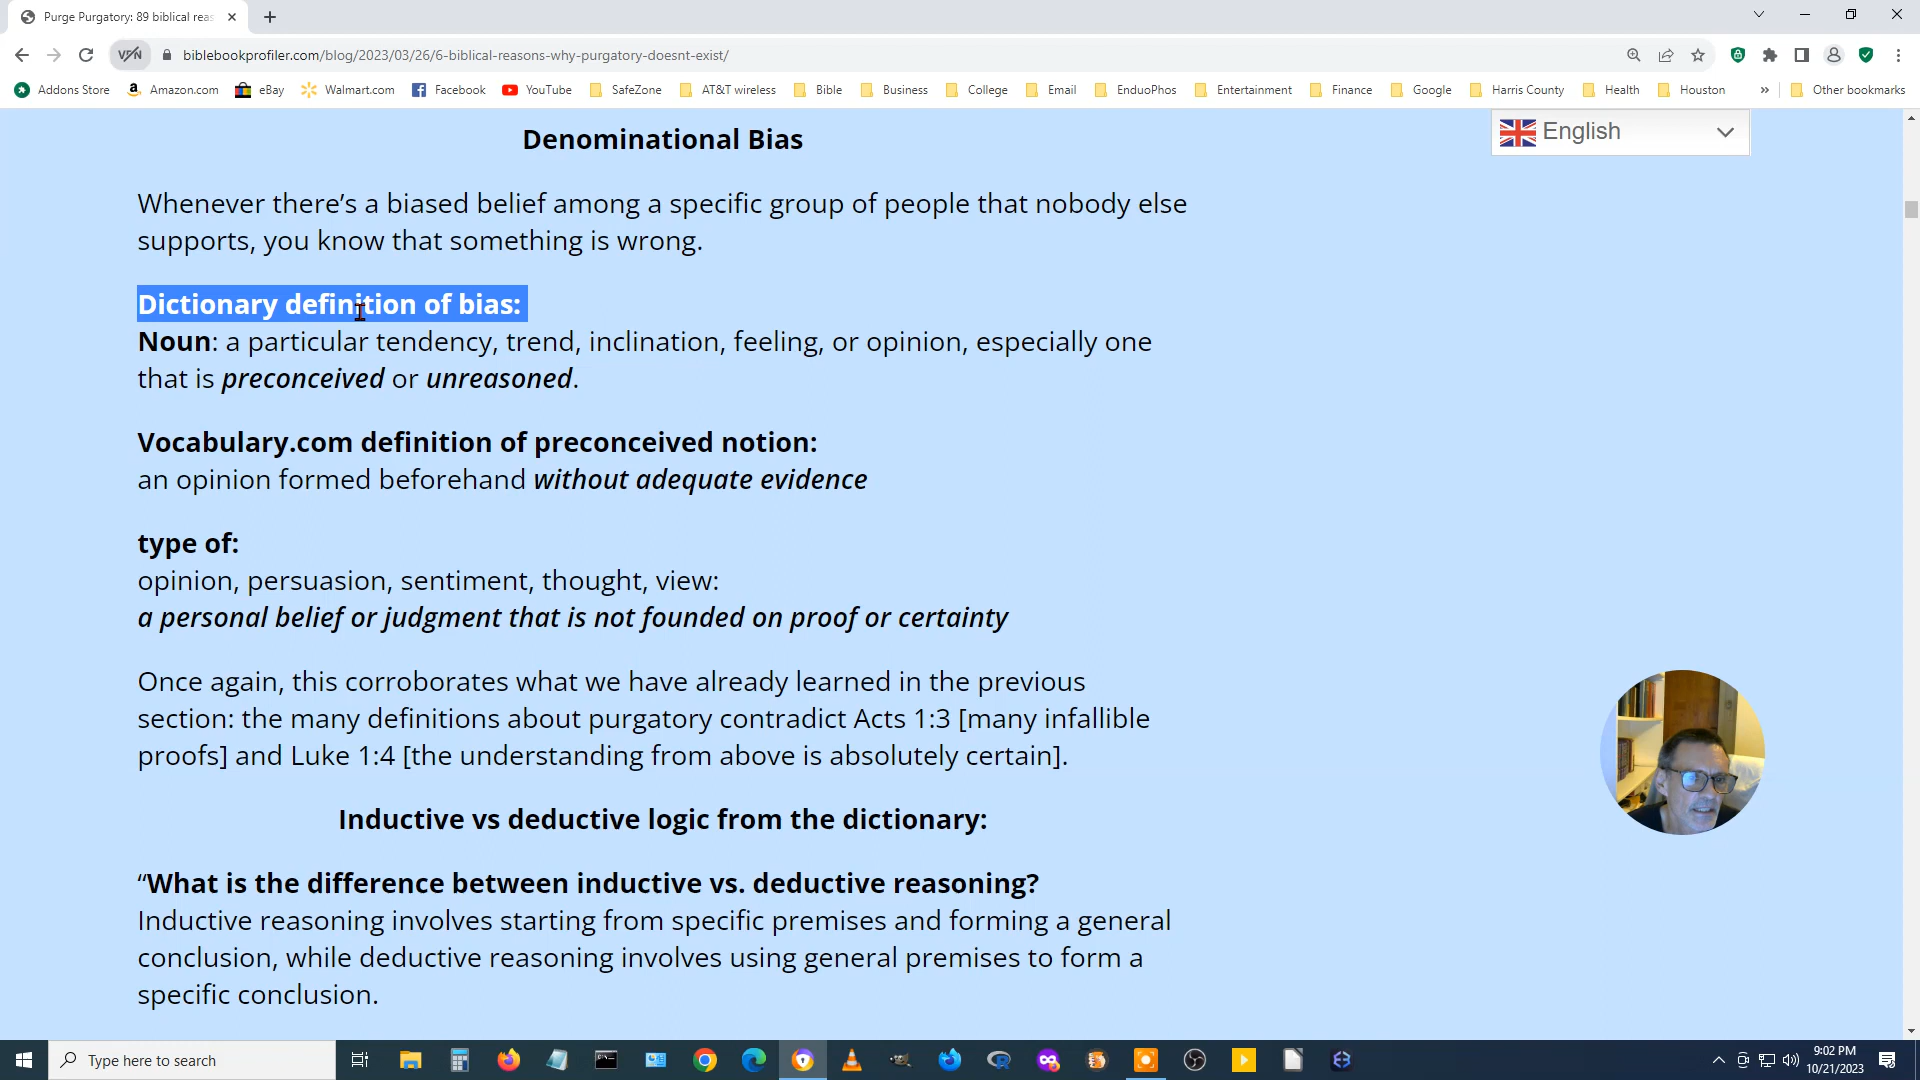 Purge Purgatory: 89 biblical reas
biblebookprofiler.com/blog/2023/03/26/6-biblical-reasons-why-purgatory-doesnt-exist/
Addons Store Amazon.com eBay Walmart.com Facebook YouTube SafeZone AT&T wireless Bible Business College Email EnduoPhos Entertainment Finance Google Harris County Health Houston » Other bookmarks
English
Denominational Bias
Whenever there’s a biased belief among a specific group of people that nobody else
supports, you know that something is wrong.
Dictionary definition of bias:
Noun: a particular tendency, trend, inclination, feeling, or opinion, especially one
that is preconceived or unreasoned.
Vocabulary.com definition of preconceived notion:
an opinion formed beforehand without adequate evidence
type of:
opinion, persuasion, sentiment, thought, view:
a personal belief or judgment that is not founded on proof or certainty
Once again, this corroborates what we have already learned in the previous
section: the many definitions about purgatory contradict Acts 1:3 [many infallible
proofs] and Luke 1:4 [the understanding from above is absolutely certain].
Inductive vs deductive logic from the dictionary:
“What is the difference between inductive vs. deductive reasoning?
Inductive reasoning involves starting from specific premises and forming a general
conclusion, while deductive reasoning involves using general premises to form a
specific conclusion.
Type here to search
9:02 PM
10/21/2023